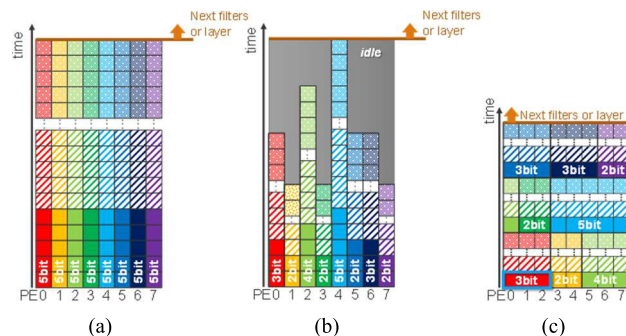 Next filters
or layer
time
5bit 5bit 5bit 5bit 5bit 5bit 5bit 5bit
PE0 1 2 3 4 5 6 7
(a)
Next filters
or layer
time
idle
3bit 2bit 4bit 2bit 5bit 3bit 3bit 2bit
PE0 1 2 3 4 5 6 7
(b)
Next filters or layer
time
3bit 3bit 2bit
2bit 5bit
3bit 2bit 4bit
PE0 1 2 3 4 5 6 7
(c)